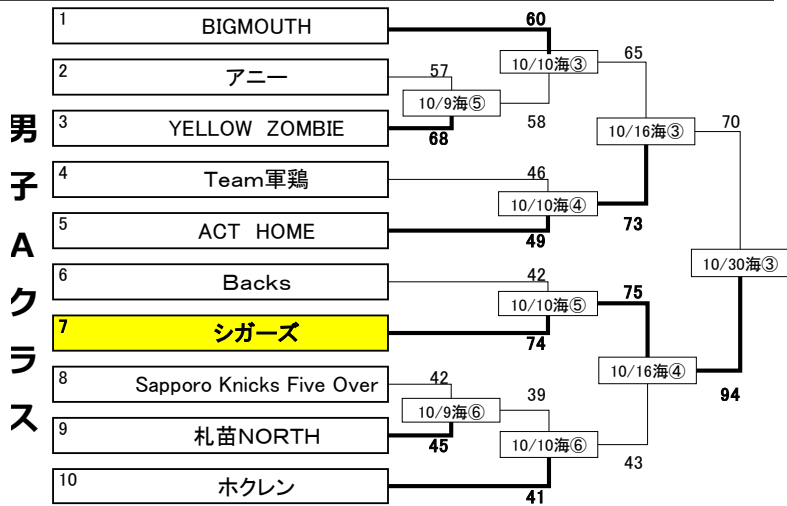 男子Aクラス
1 BIGMOUTH
2 アニー
3 YELLOW ZOMBIE
4 Team軍鶏
5 ACT HOME
6 Backs
7 シガーズ
8 Sapporo Knicks Five Over
9 札苗NORTH
10 ホクレン
57
10/9海⑤
68
42
10/9海⑥
45
60
10/10海③
58
46
10/10海④
49
42
10/10海⑤
74
39
10/10海⑥
41
65
10/16海③
73
75
10/16海④
43
70
10/30海③
94